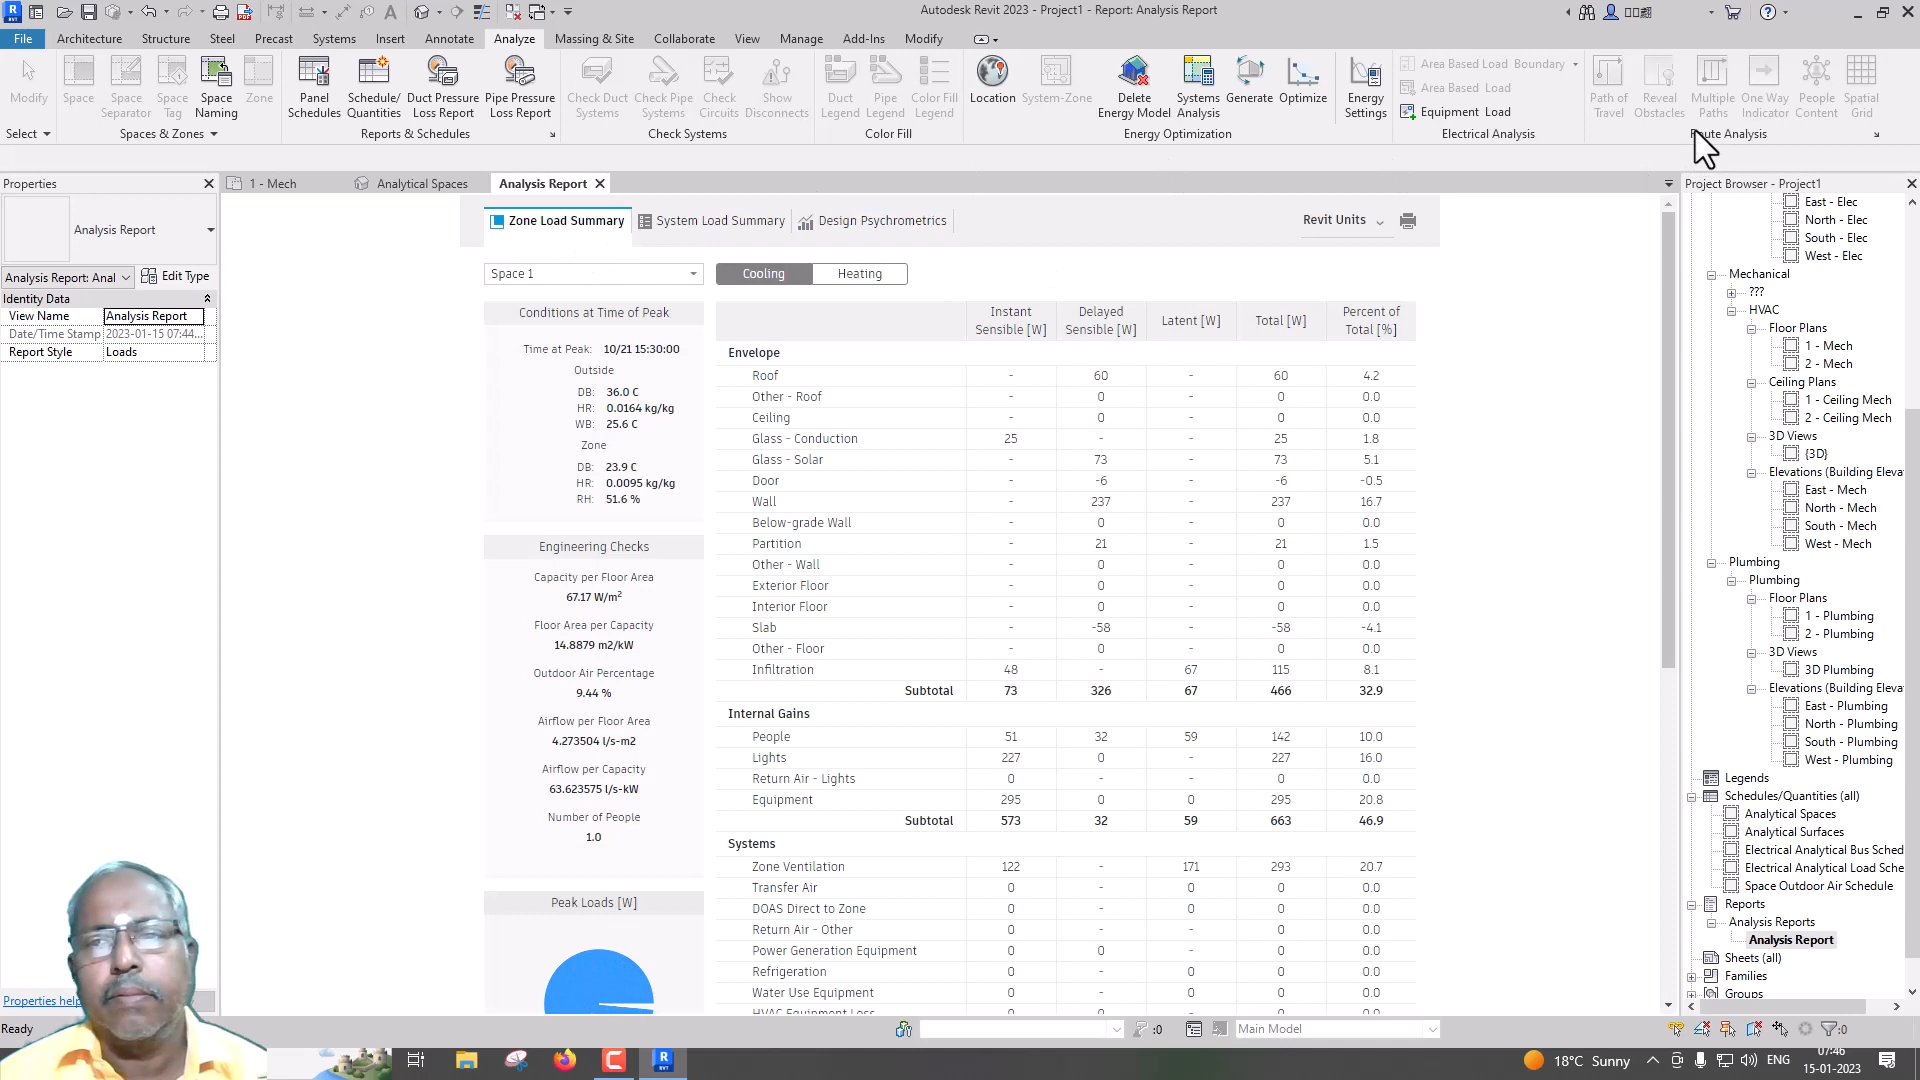 Autodesk Revit 2023 - Project1 - Report: Analysis Report
File Architecture Structure Steel Precast Systems Insert Annotate Analyze Massing & Site Collaborate View Manage Add-Ins Modify
Modify
Space
Space Separator
Space Tag
Space Naming
Zone
Panel Schedules
Schedule/ Quantities
Duct Pressure Loss Report
Pipe Pressure Loss Report
Check Duct Systems
Check Pipe Systems
Check Circuits
Show Disconnects
Duct Legend
Pipe Legend
Color Fill Legend
Location
System-Zone
Delete Energy Model
Systems Analysis
Generate
Optimize
Energy Settings
Area Based Load Boundary
Area Based Load
Equipment Load
Path of Travel
Reveal Obstacles
Multiple Paths
One Way Indicator
People Content
Spatial Grid
Select
Spaces & Zones
Reports & Schedules
Check Systems
Color Fill
Energy Optimization
Electrical Analysis
Route Analysis
Properties
Analysis Report
Analysis Report: Anal
Edit Type
Identity Data
View Name Analysis Report
Date/Time Stamp 2023-01-15 07:44...
Report Style Loads
Properties help
Ready
1 - Mech
Analytical Spaces
Analysis Report
Zone Load Summary
System Load Summary
Design Psychrometrics
Revit Units
Space 1
Cooling
Heating
Conditions at Time of Peak
Time at Peak: 10/21 15:30:00
Outside
DB: 36.0 C
HR: 0.0164 kg/kg
WB: 25.6 C
Zone
DB: 23.9 C
HR: 0.0095 kg/kg
RH: 51.6 %
Engineering Checks
Capacity per Floor Area
67.17 W/m²
Floor Area per Capacity
14.8879 m2/kW
Outdoor Air Percentage
9.44 %
Airflow per Floor Area
4.273504 l/s-m2
Airflow per Capacity
63.623575 l/s-kW
Number of People
1.0
Peak Loads [W]
Instant Sensible [W] Delayed Sensible [W] Latent [W] Total [W] Percent of Total [%]
Envelope
Roof - 60 - 60 4.2
Other - Roof - 0 - 0 0.0
Ceiling - 0 - 0 0.0
Glass - Conduction 25 - - 25 1.8
Glass - Solar - 73 - 73 5.1
Door - -6 - -6 -0.5
Wall - 237 - 237 16.7
Below-grade Wall - 0 - 0 0.0
Partition - 21 - 21 1.5
Other - Wall - 0 - 0 0.0
Exterior Floor - 0 - 0 0.0
Interior Floor - 0 - 0 0.0
Slab - -58 - -58 -4.1
Other - Floor - 0 - 0 0.0
Infiltration 48 - 67 115 8.1
Subtotal 73 326 67 466 32.9
Internal Gains
People 51 32 59 142 10.0
Lights 227 0 - 227 16.0
Return Air - Lights 0 - - 0 0.0
Equipment 295 0 0 295 20.8
Subtotal 573 32 59 663 46.9
Systems
Zone Ventilation 122 - 171 293 20.7
Transfer Air 0 - 0 0 0.0
DOAS Direct to Zone 0 - 0 0 0.0
Return Air - Other 0 - - 0 0.0
Power Generation Equipment 0 0 - 0 0.0
Refrigeration 0 - 0 0 0.0
Water Use Equipment 0 - 0 0 0.0
HVAC Equipment Loss 0 0 - 0 0.0
Project Browser - Project1
East - Elec
North - Elec
South - Elec
West - Elec
Mechanical
???
HVAC
Floor Plans
1 - Mech
2 - Mech
Ceiling Plans
1 - Ceiling Mech
2 - Ceiling Mech
3D Views
{3D}
Elevations (Building Eleva
East - Mech
North - Mech
South - Mech
West - Mech
Plumbing
Plumbing
Floor Plans
1 - Plumbing
2 - Plumbing
3D Views
3D Plumbing
Elevations (Building Eleva
East - Plumbing
North - Plumbing
South - Plumbing
West - Plumbing
Legends
Schedules/Quantities (all)
Analytical Spaces
Analytical Surfaces
Electrical Analytical Bus Sched
Electrical Analytical Load Sche
Space Outdoor Air Schedule
Reports
Analysis Reports
Analysis Report
Sheets (all)
Families
Groups
:0
Main Model
:0
18°C Sunny
ENG
07:46
15-01-2023